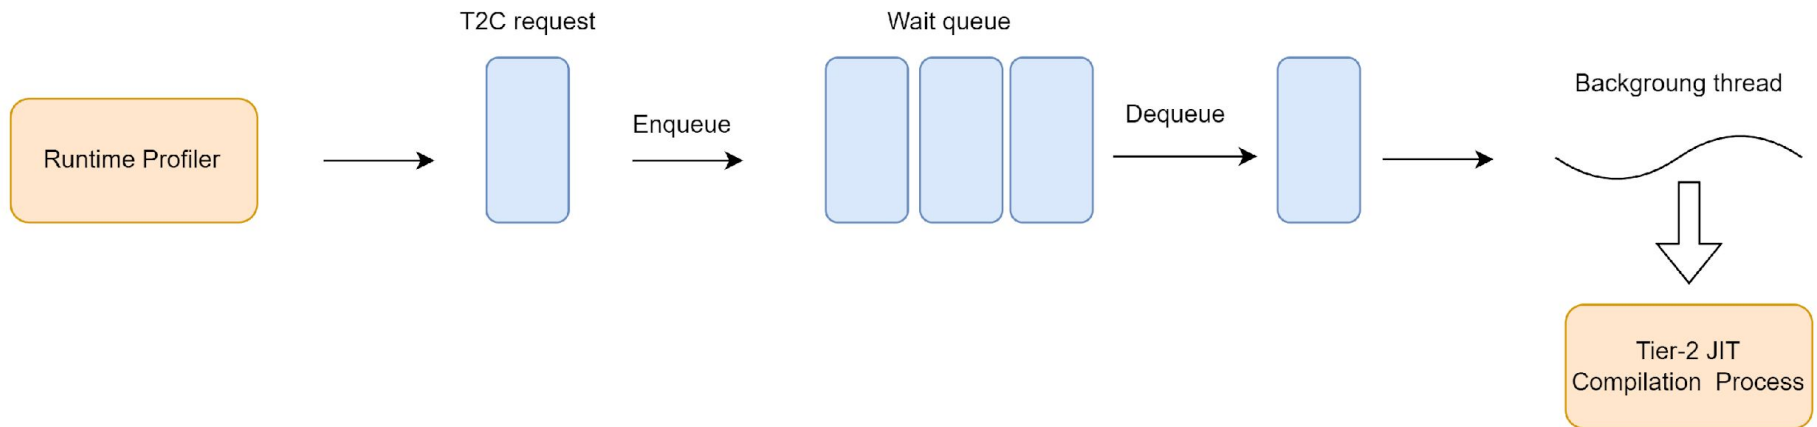 T2C request
Wait queue
Backgroung thread
Enqueue
Dequeue
Runtime Profiler
Tier-2 JIT
Compilation Process